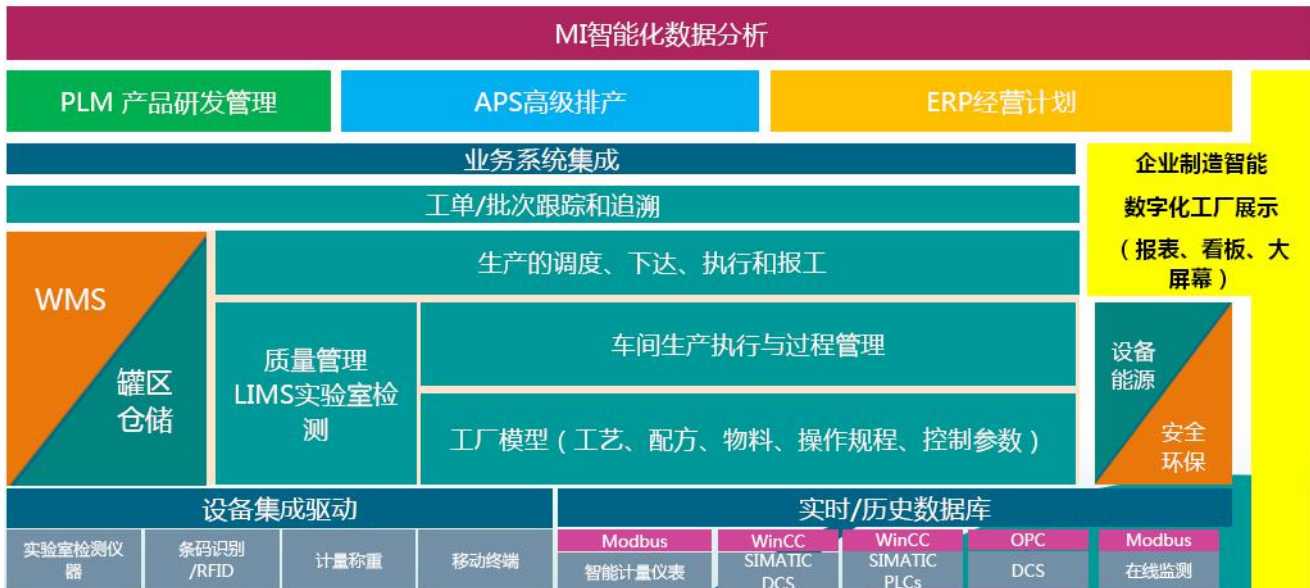 MI智能化数据分析
PLM 产品研发管理
APS高级排产
ERP经营计划
业务系统集成
企业制造智能
数字化工厂展示
（报表、看板、大
屏幕）
工单/批次跟踪和追溯
生产的调度、下达、执行和报工
WMS
罐区
仓储
质量管理
LIMS实验室检
测
车间生产执行与过程管理
工厂模型（工艺、配方、物料、操作规程、控制参数）
设备
能源
安全
环保
设备集成驱动
实时/历史数据库
实验室检测仪
器
条码识别
/RFID
计量称重
移动终端
Modbus
智能计量仪表
WinCC
SIMATIC
DCS
WinCC
SIMATIC
PLCs
OPC
DCS
Modbus
在线监测